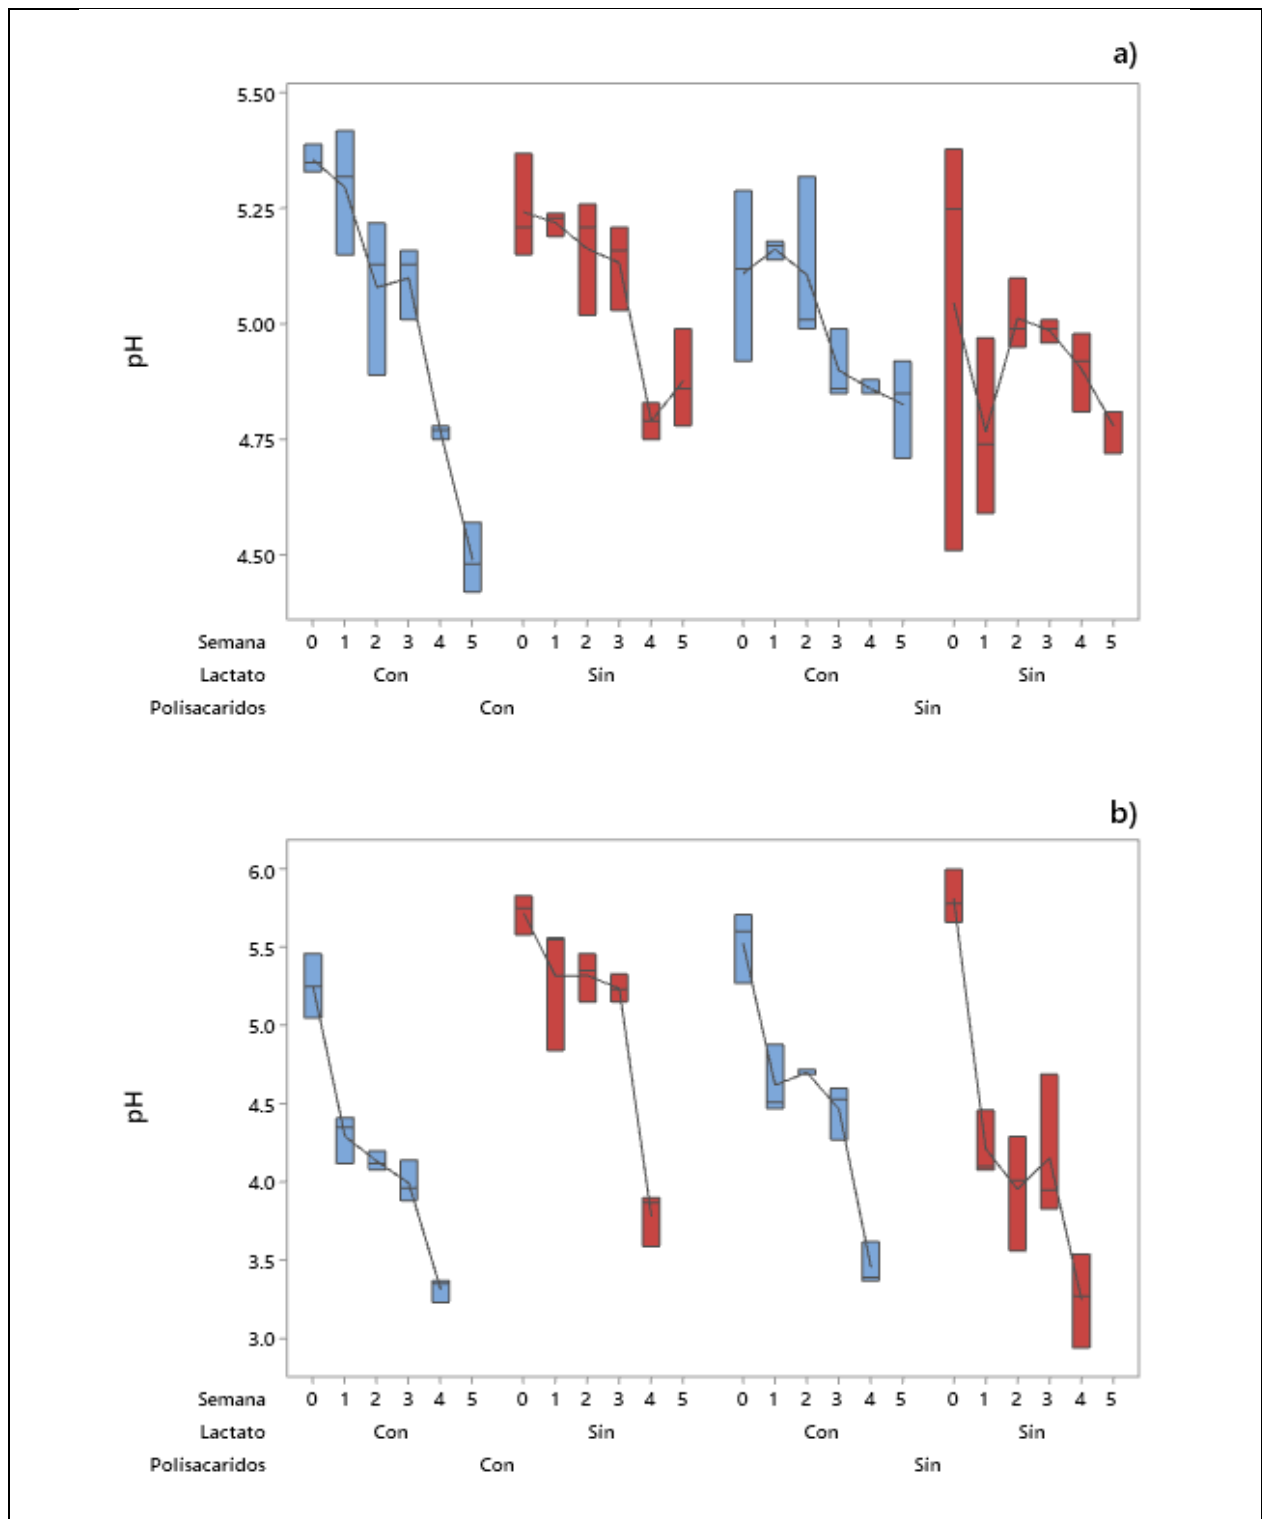 a)
5.50
5.25
5.00
4.75
4.50
pH
Semana 0 1 2 3 4 5 0 1 2 3 4 5 0 1 2 3 4 5 0 1 2 3 4 5
Lactato Con Sin Con Sin
Polisacaridos Con Sin
b)
6.0
5.5
5.0
4.5
4.0
3.5
3.0
pH
Semana 0 1 2 3 4 5 0 1 2 3 4 5 0 1 2 3 4 5 0 1 2 3 4 5
Lactato Con Sin Con Sin
Polisacaridos Con Sin